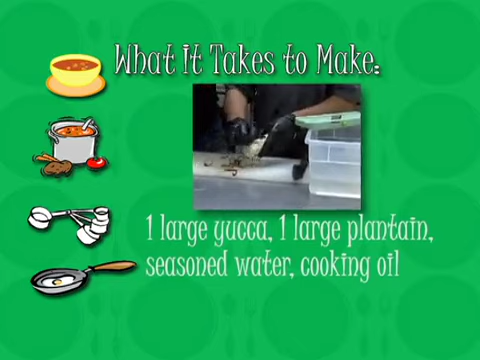 What It Takes to Make:
1 large yucca, 1 large plantain,
seasoned water, cooking oil